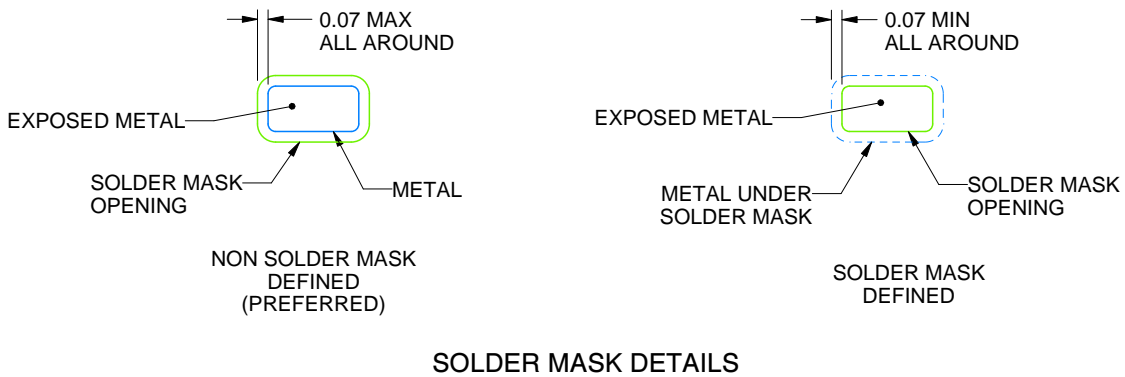 0.07 MAX
ALL AROUND
EXPOSED METAL
SOLDER MASK
OPENING
METAL
NON SOLDER MASK
DEFINED
(PREFERRED)
0.07 MIN
ALL AROUND
EXPOSED METAL
METAL UNDER
SOLDER MASK
SOLDER MASK
OPENING
SOLDER MASK
DEFINED
SOLDER MASK DETAILS